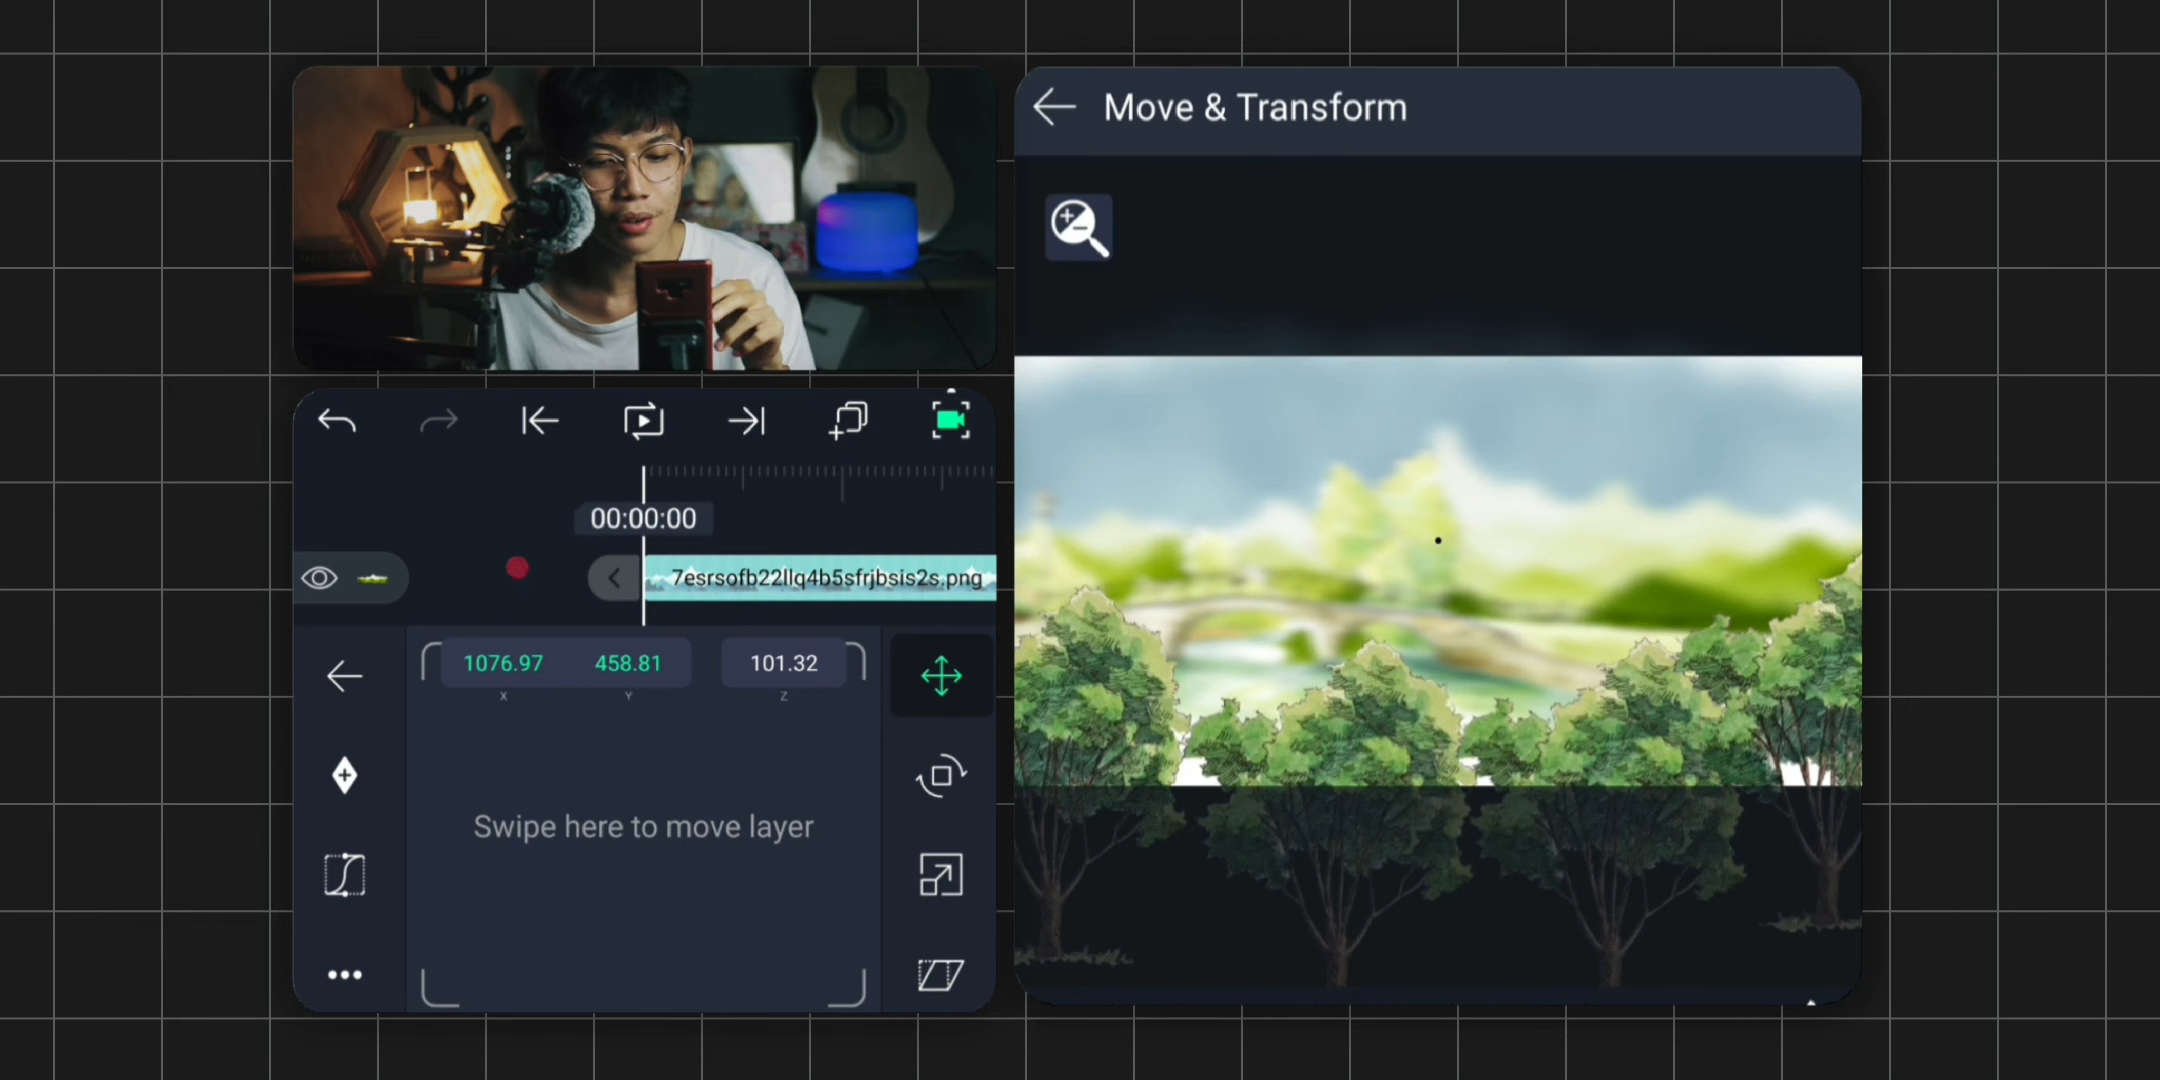 Move & Transform
00:00:00
7esrsofb22llq4b5sfrjbsis2s.png
1076.97 458.81 101.32
X Y Z
Swipe here to move layer